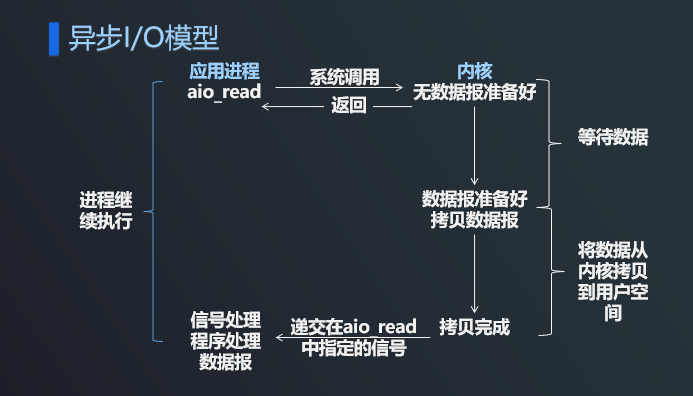 异步I/O模型
应用进程
系统调用
内核
aio_read
无数据报准备好
返回
等待数据
进程继
续执行
数据报准备好
拷贝数据报
将数据从
内核拷贝
到用户空
间
信号处理
程序处理
数据报
递交在aio_read
中指定的信号
拷贝完成